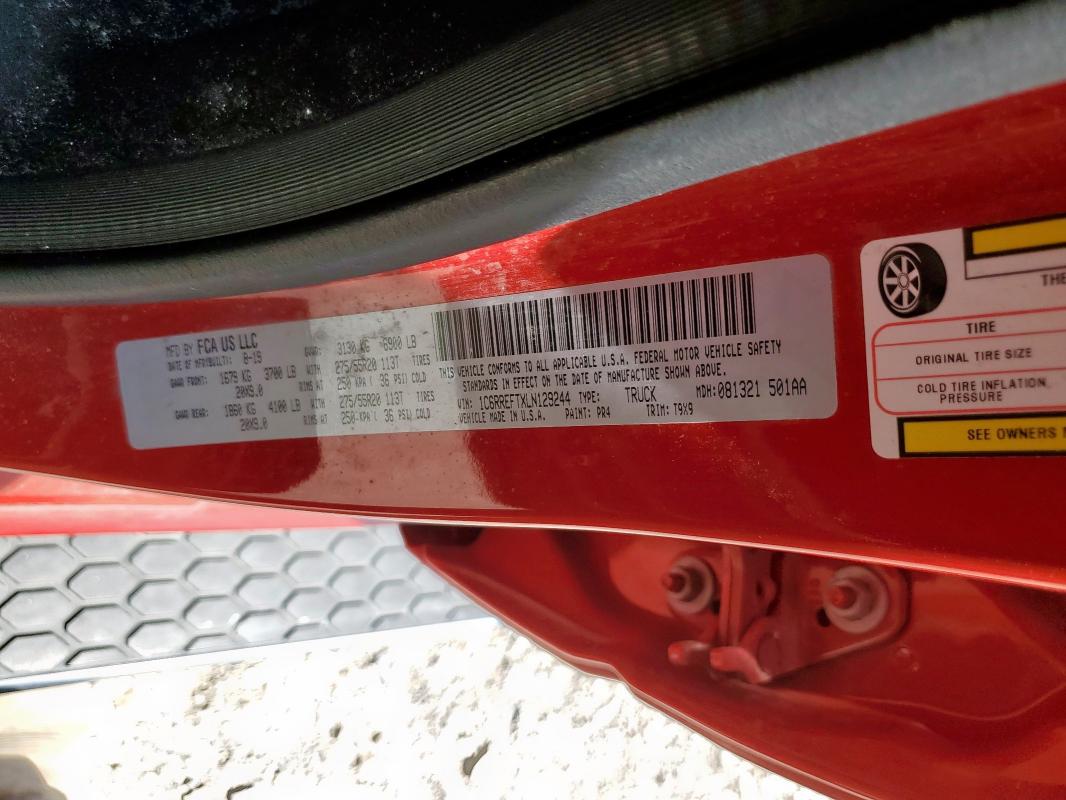 MFD BY FCA US LLC
DATE OF MFR(BUILT): 8-19 GVWR: 3130 KG 6900 LB
GAWR FRONT: 1679 KG 3700 LB WITH 275/55R20 113T TIRES
20X9.0 RIMS AT 250 KPA ( 36 PSI) COLD
GAWR REAR: 1860 KG 4100 LB WITH 275/55R20 113T TIRES
20X9.0 RIMS AT 250 KPA ( 36 PSI) COLD
THIS VEHICLE CONFORMS TO ALL APPLICABLE U.S.A. FEDERAL MOTOR VEHICLE SAFETY
STANDARDS IN EFFECT ON THE DATE OF MANUFACTURE SHOWN ABOVE.
VIN: 1C6RREFTXLN129244 TYPE: TRUCK MDH:081321 501AA
VEHICLE MADE IN U.S.A. PAINT: PR4 TRIM: T9X9
THE
TIRE
ORIGINAL TIRE SIZE
COLD TIRE INFLATION
PRESSURE
SEE OWNERS